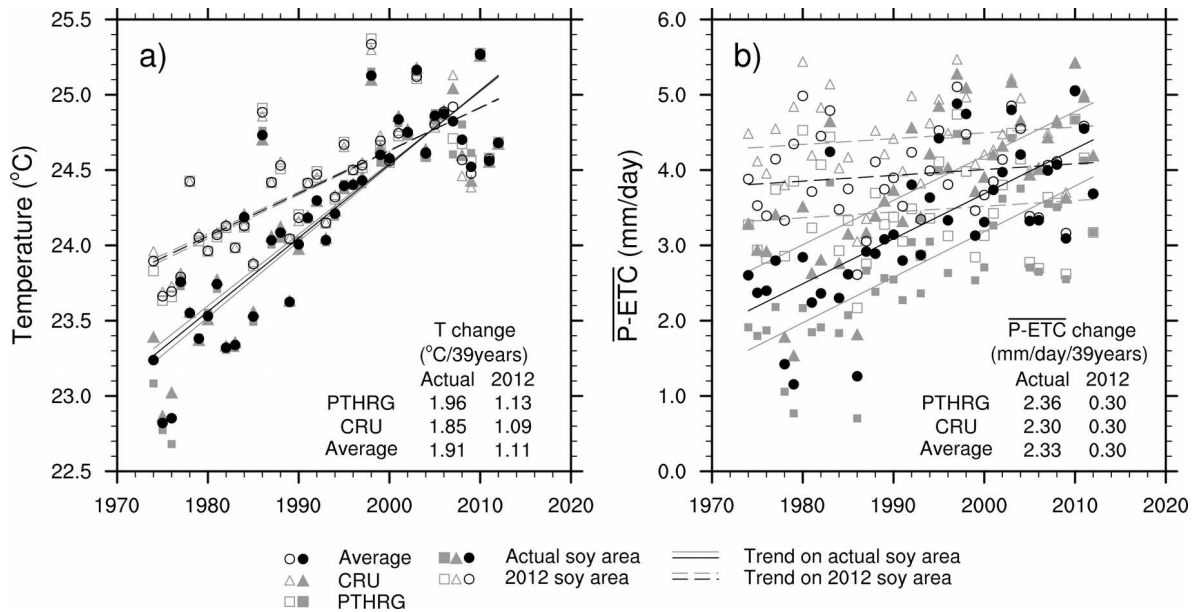 a)
25.5
25.0
24.5
24.0
23.5
23.0
22.5
Temperature (°C)
T change
(°C/39years)
Actual 2012
PTHRG 1.96 1.13
CRU 1.85 1.09
Average 1.91 1.11
1970 1980 1990 2000 2010 2020
b)
6.0
5.0
4.0
3.0
2.0
1.0
0.0
P-ETC (mm/day)
P-ETC change
(mm/day/39years)
Actual 2012
PTHRG 2.36 0.30
CRU 2.30 0.30
Average 2.33 0.30
1970 1980 1990 2000 2010 2020
Average Actual soy area Trend on actual soy area
CRU 2012 soy area Trend on 2012 soy area
PTHRG